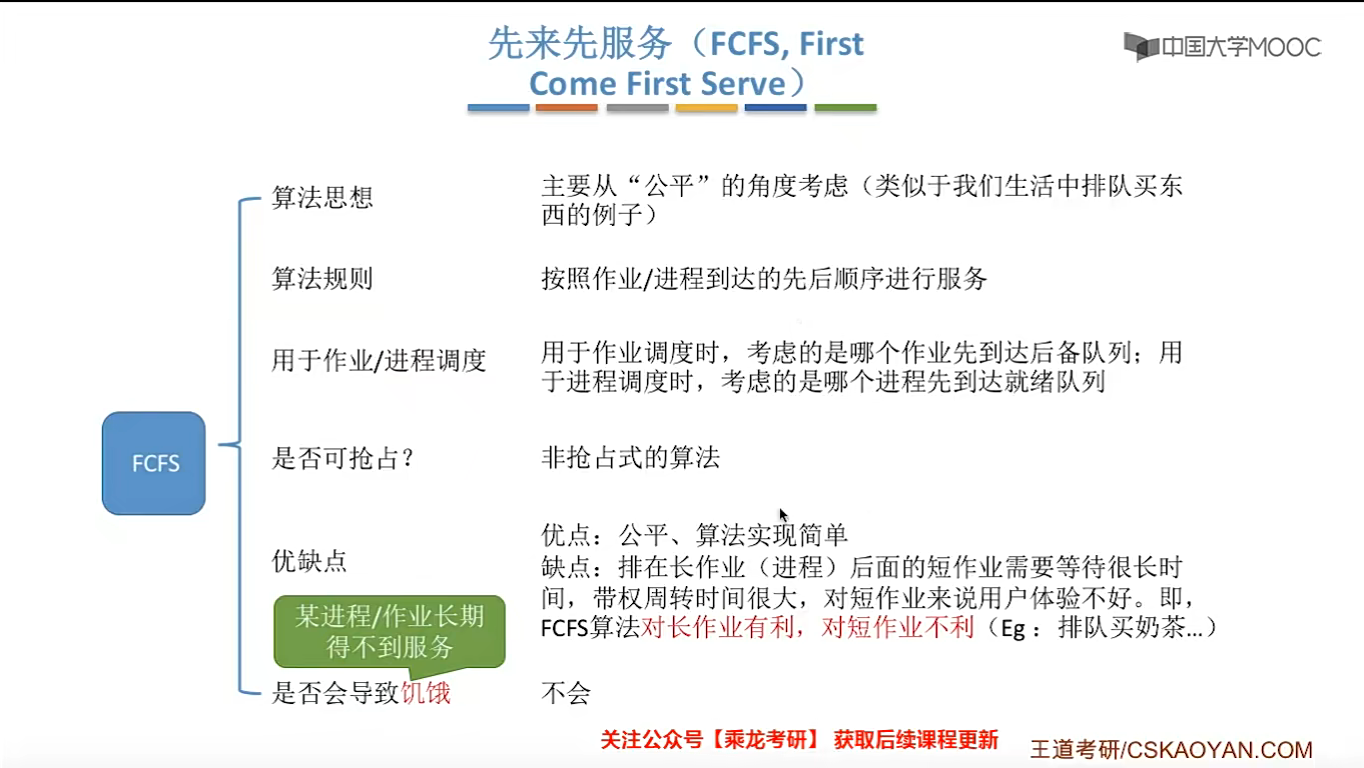 先来先服务（FCFS, First
Come First Serve）
中国大学MOOC
算法思想
主要从“公平”的角度考虑（类似于我们生活中排队买东
西的例子）
算法规则
按照作业/进程到达的先后顺序进行服务
用于作业/进程调度
用于作业调度时，考虑的是哪个作业先到达后备队列；用
于进程调度时，考虑的是哪个进程先到达就绪队列
FCFS
是否可抢占？
非抢占式的算法
优缺点
优点：公平、算法实现简单
缺点：排在长作业（进程）后面的短作业需要等待很长时
间，带权周转时间很大，对短作业来说用户体验不好。即，
FCFS算法对长作业有利，对短作业不利（Eg：排队买奶茶...）
某进程/作业长期
得不到服务
是否会导致饥饿
不会
关注公众号【乘龙考研】 获取后续课程更新
王道考研/CSKAOYAN.COM